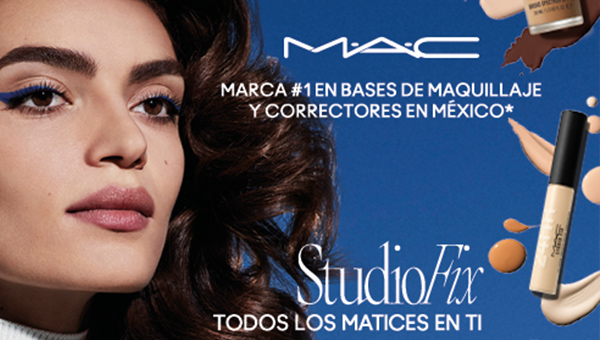 M·A·C
MARCA #1 EN BASES DE MAQUILLAJE
Y CORRECTORES EN MÉXICO*
StudioFix
TODOS LOS MATICES EN TI